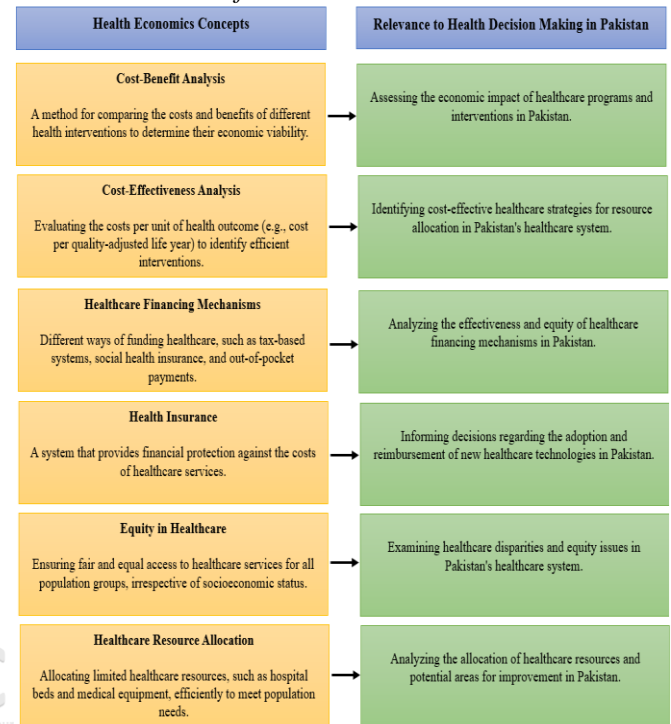 Health Economics Concepts
Relevance to Health Decision Making in Pakistan
Cost-Benefit Analysis
A method for comparing the costs and benefits of different
health interventions to determine their economic viability.
Assessing the economic impact of healthcare programs and
interventions in Pakistan.
Cost-Effectiveness Analysis
Evaluating the costs per unit of health outcome (e.g., cost
per quality-adjusted life year) to identify efficient
interventions.
Identifying cost-effective healthcare strategies for resource
allocation in Pakistan's healthcare system.
Healthcare Financing Mechanisms
Different ways of funding healthcare, such as tax-based
systems, social health insurance, and out-of-pocket
payments.
Analyzing the effectiveness and equity of healthcare
financing mechanisms in Pakistan.
Health Insurance
A system that provides financial protection against the costs
of healthcare services.
Informing decisions regarding the adoption and
reimbursement of new healthcare technologies in Pakistan.
Equity in Healthcare
Ensuring fair and equal access to healthcare services for all
population groups, irrespective of socioeconomic status.
Examining healthcare disparities and equity issues in
Pakistan's healthcare system.
Healthcare Resource Allocation
Allocating limited healthcare resources, such as hospital
beds and medical equipment, efficiently to meet population
needs.
Analyzing the allocation of healthcare resources and
potential areas for improvement in Pakistan.